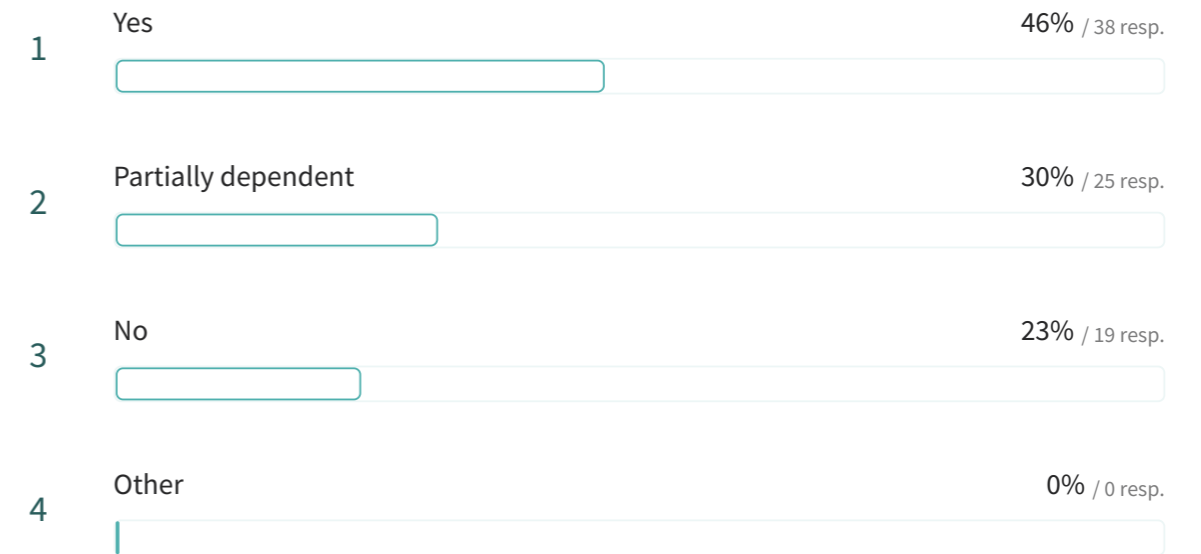 Yes 46% / 38 resp.
1
Partially dependent 30% / 25 resp.
2
No 23% / 19 resp.
3
Other 0% / 0 resp.
4